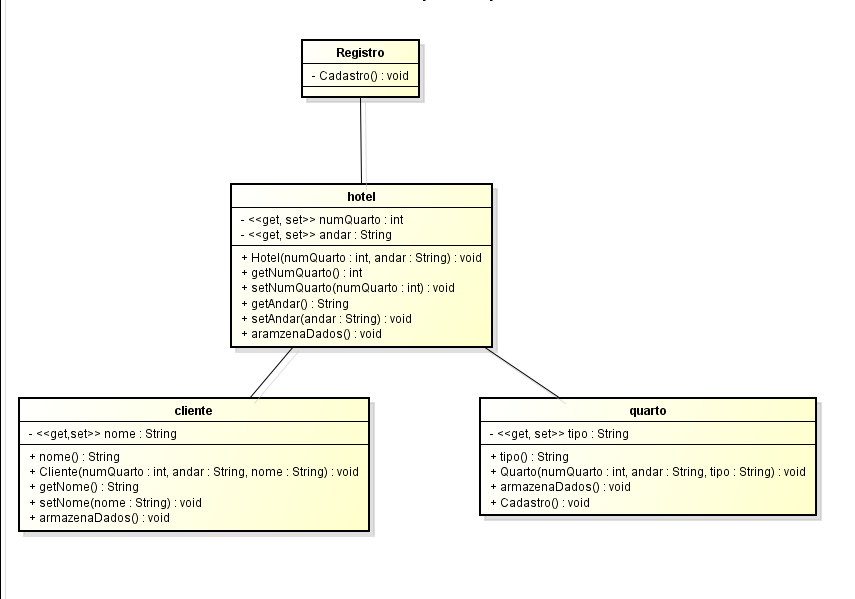 Registro
- Cadastro() : void
hotel
- <<get, set>> numQuarto : int
- <<get, set>> andar : String
+ Hotel(numQuarto : int, andar : String) : void
+ getNumQuarto() : int
+ setNumQuarto(numQuarto : int) : void
+ getAndar() : String
+ setAndar(andar : String) : void
+ aramzenaDados() : void
cliente
- <<get,set>> nome : String
+ nome() : String
+ Cliente(numQuarto : int, andar : String, nome : String) : void
+ getNome() : String
+ setNome(nome : String) : void
+ armazenaDados() : void
quarto
- <<get, set>> tipo : String
+ tipo() : String
+ Quarto(numQuarto : int, andar : String, tipo : String) : void
+ armazenaDados() : void
+ Cadastro() : void